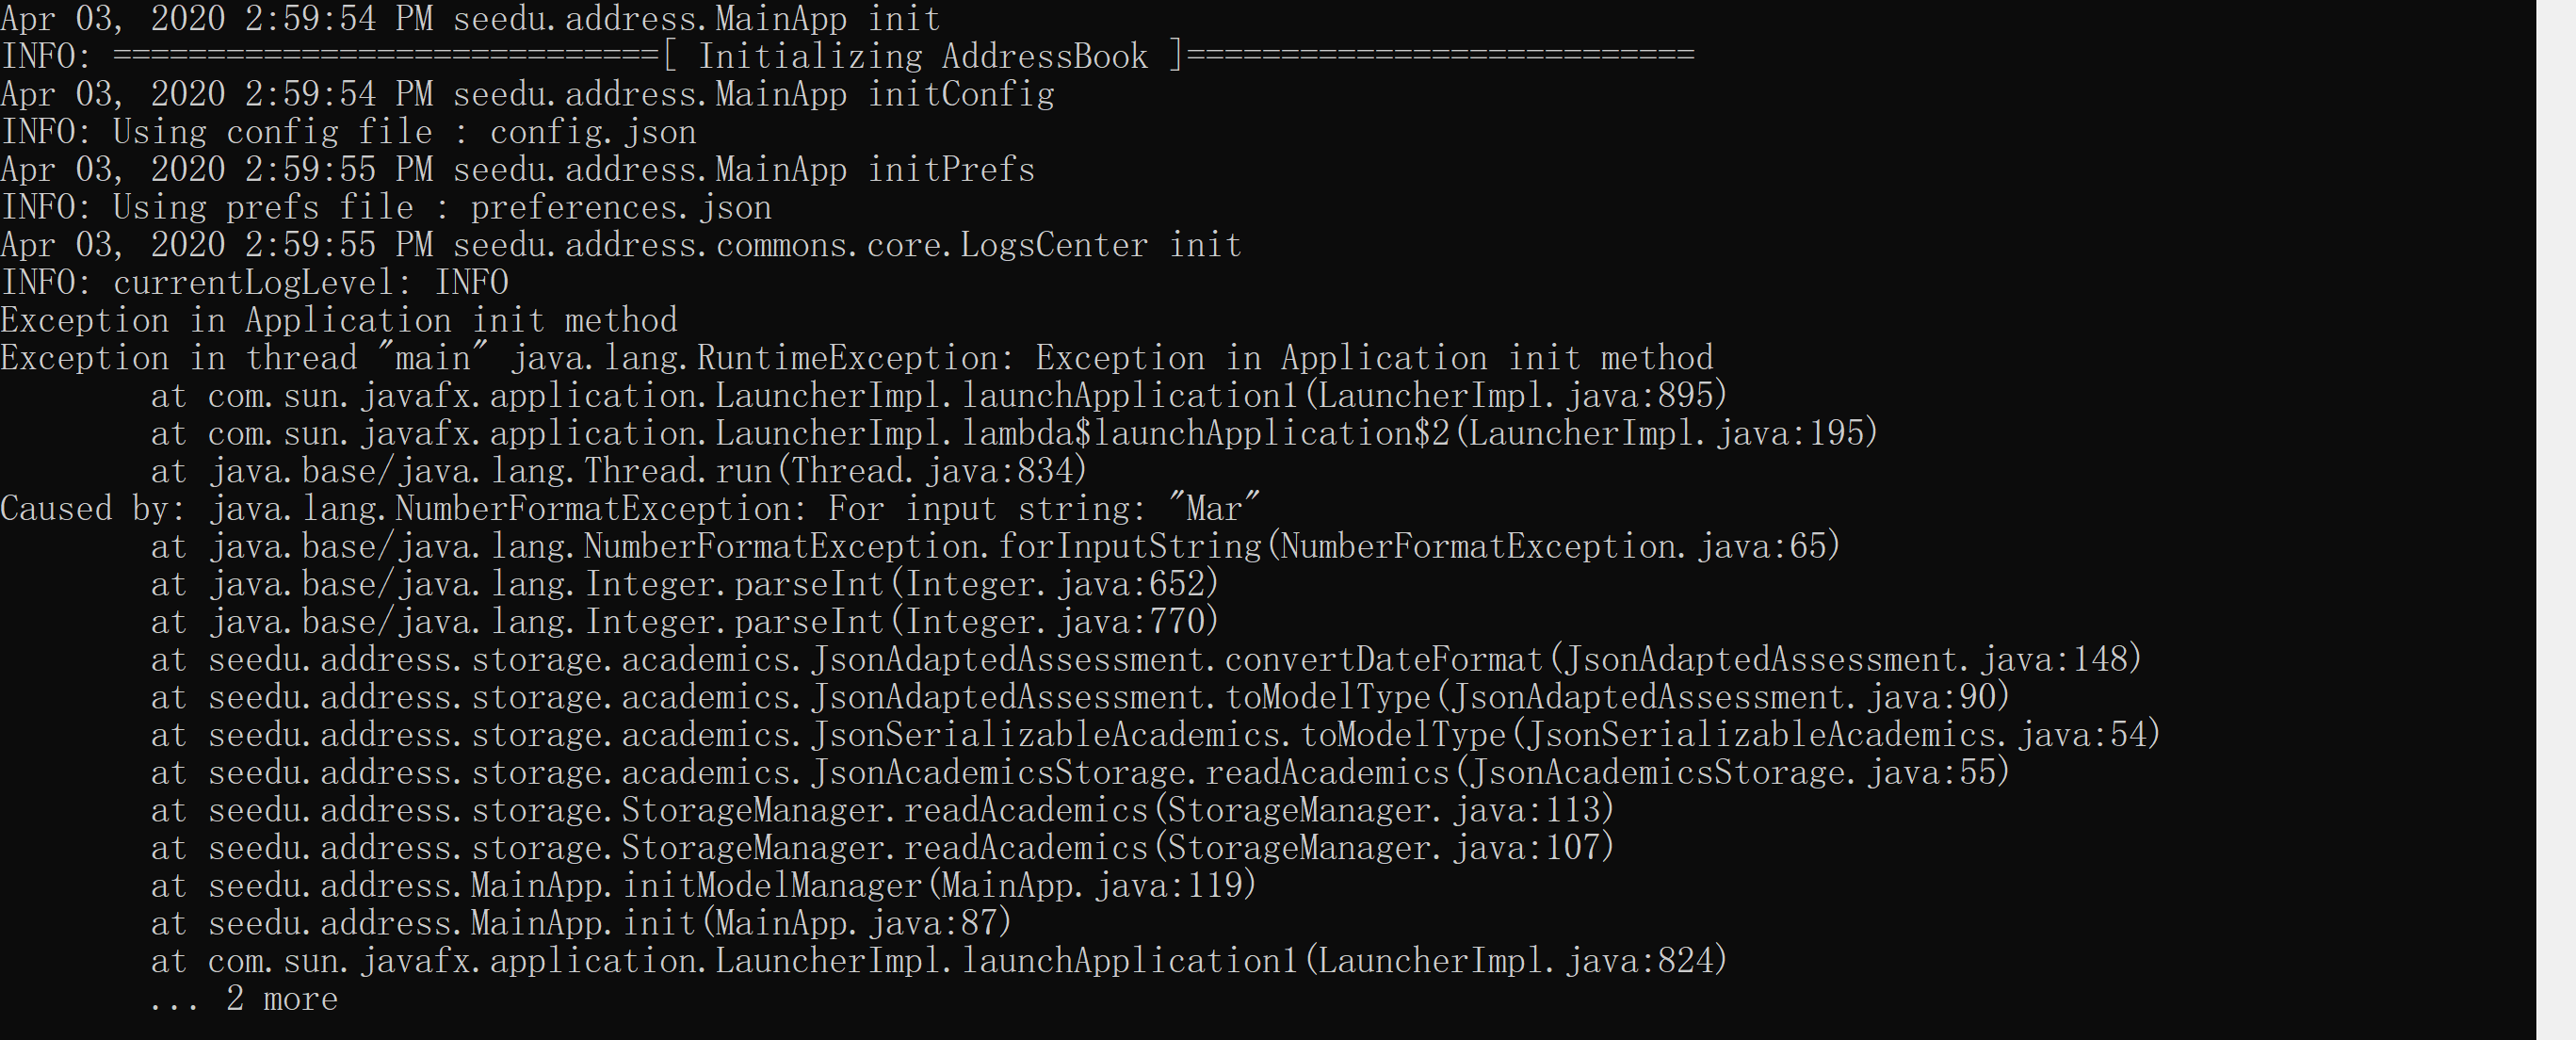 Apr 03, 2020 2:59:54 PM seedu.address.MainApp init
INFO: =============================[ Initializing AddressBook ]===========================
Apr 03, 2020 2:59:54 PM seedu.address.MainApp initConfig
INFO: Using config file : config.json
Apr 03, 2020 2:59:55 PM seedu.address.MainApp initPrefs
INFO: Using prefs file : preferences.json
Apr 03, 2020 2:59:55 PM seedu.address.commons.core.LogsCenter init
INFO: currentLogLevel: INFO
Exception in Application init method
Exception in thread "main" java.lang.RuntimeException: Exception in Application init method
        at com.sun.javafx.application.LauncherImpl.launchApplication1(LauncherImpl.java:895)
        at com.sun.javafx.application.LauncherImpl.lambda$launchApplication$2(LauncherImpl.java:195)
        at java.base/java.lang.Thread.run(Thread.java:834)
Caused by: java.lang.NumberFormatException: For input string: "Mar"
        at java.base/java.lang.NumberFormatException.forInputString(NumberFormatException.java:65)
        at java.base/java.lang.Integer.parseInt(Integer.java:652)
        at java.base/java.lang.Integer.parseInt(Integer.java:770)
        at seedu.address.storage.academics.JsonAdaptedAssessment.convertDateFormat(JsonAdaptedAssessment.java:148)
        at seedu.address.storage.academics.JsonAdaptedAssessment.toModelType(JsonAdaptedAssessment.java:90)
        at seedu.address.storage.academics.JsonSerializableAcademics.toModelType(JsonSerializableAcademics.java:54)
        at seedu.address.storage.academics.JsonAcademicsStorage.readAcademics(JsonAcademicsStorage.java:55)
        at seedu.address.storage.StorageManager.readAcademics(StorageManager.java:113)
        at seedu.address.storage.StorageManager.readAcademics(StorageManager.java:107)
        at seedu.address.MainApp.initModelManager(MainApp.java:119)
        at seedu.address.MainApp.init(MainApp.java:87)
        at com.sun.javafx.application.LauncherImpl.launchApplication1(LauncherImpl.java:824)
        ... 2 more